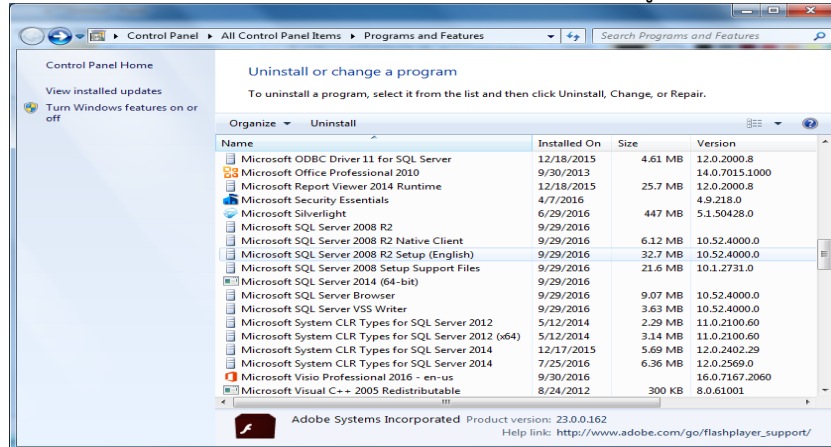 Control Panel ▸ All Control Panel Items ▸ Programs and Features
Search Programs and Features
Control Panel Home
View installed updates
Turn Windows features on or
off
Uninstall or change a program
To uninstall a program, select it from the list and then click Uninstall, Change, or Repair.
Organize Uninstall
Name Installed On Size Version
Microsoft ODBC Driver 11 for SQL Server 12/18/2015 4.61 MB 12.0.2000.8
Microsoft Office Professional 2010 9/30/2013 14.0.7015.1000
Microsoft Report Viewer 2014 Runtime 12/18/2015 25.7 MB 12.0.2000.8
Microsoft Security Essentials 4/7/2016 4.9.218.0
Microsoft Silverlight 6/29/2016 447 MB 5.1.50428.0
Microsoft SQL Server 2008 R2 9/29/2016
Microsoft SQL Server 2008 R2 Native Client 9/29/2016 6.12 MB 10.52.4000.0
Microsoft SQL Server 2008 R2 Setup (English) 9/29/2016 32.7 MB 10.52.4000.0
Microsoft SQL Server 2008 Setup Support Files 9/29/2016 21.6 MB 10.1.2731.0
Microsoft SQL Server 2014 (64-bit) 9/29/2016
Microsoft SQL Server Browser 9/29/2016 9.07 MB 10.52.4000.0
Microsoft SQL Server VSS Writer 9/29/2016 3.63 MB 10.52.4000.0
Microsoft System CLR Types for SQL Server 2012 5/12/2014 2.29 MB 11.0.2100.60
Microsoft System CLR Types for SQL Server 2012 (x64) 5/12/2014 3.14 MB 11.0.2100.60
Microsoft System CLR Types for SQL Server 2014 12/17/2015 5.69 MB 12.0.2402.29
Microsoft System CLR Types for SQL Server 2014 7/25/2016 6.36 MB 12.0.2569.0
Microsoft Visio Professional 2016 - en-us 9/30/2016 16.0.7167.2060
Microsoft Visual C++ 2005 Redistributable 8/24/2012 300 KB 8.0.61001
Adobe Systems Incorporated Product version: 23.0.0.162
Help link: http://www.adobe.com/go/flashplayer_support/